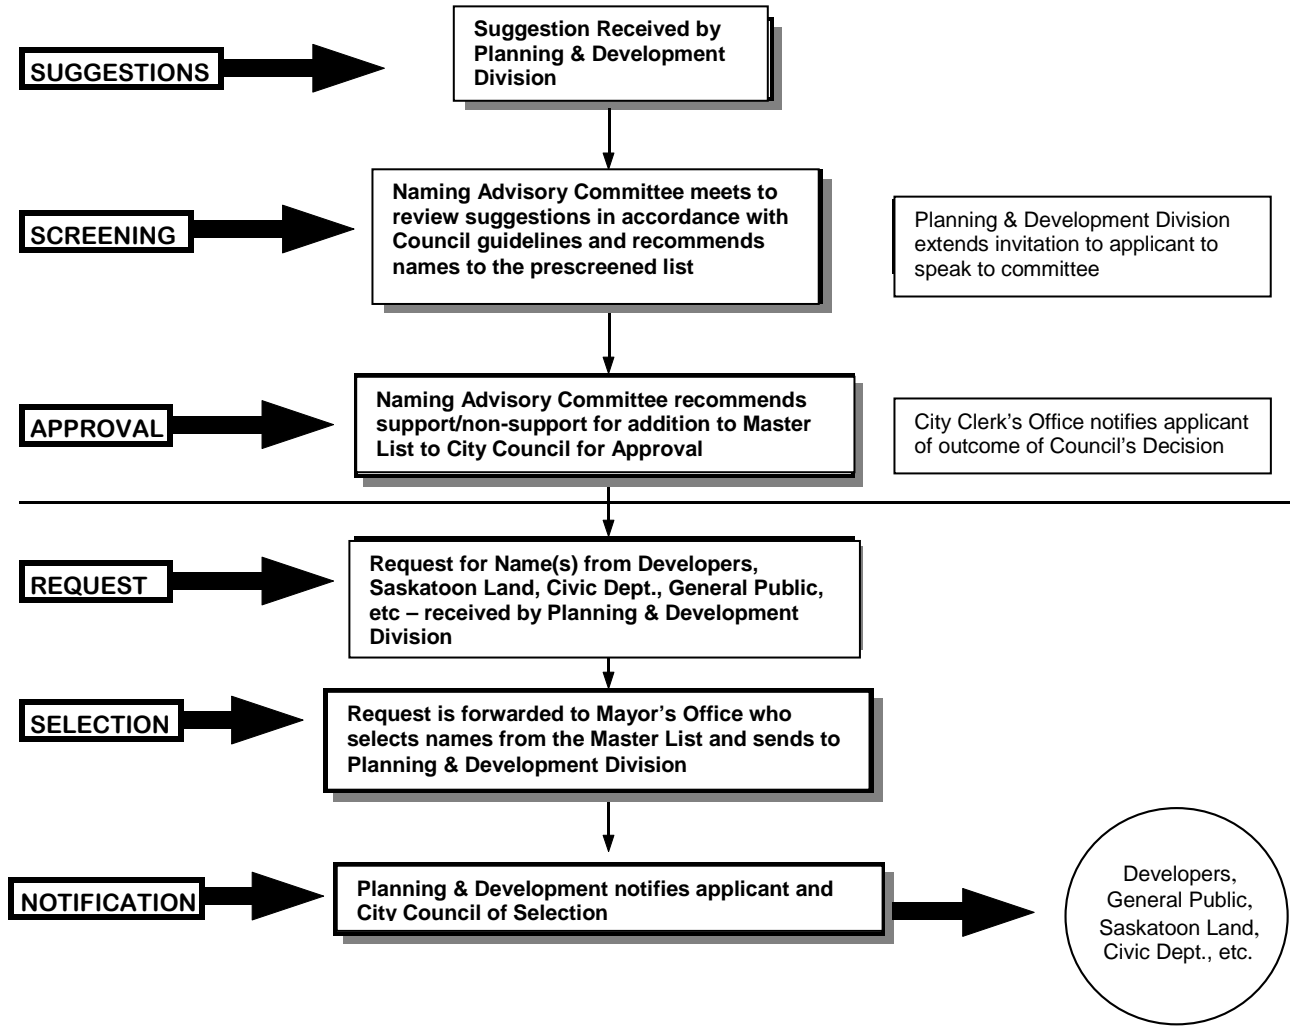 SUGGESTIONS
Suggestion Received by
Planning & Development
Division
SCREENING
Naming Advisory Committee meets to
review suggestions in accordance with
Council guidelines and recommends
names to the prescreened list
Planning & Development Division
extends invitation to applicant to
speak to committee
APPROVAL
Naming Advisory Committee recommends
support/non-support for addition to Master
List to City Council for Approval
City Clerk's Office notifies applicant
of outcome of Council's Decision
REQUEST
Request for Name(s) from Developers,
Saskatoon Land, Civic Dept., General Public,
etc – received by Planning & Development
Division
SELECTION
Request is forwarded to Mayor's Office who
selects names from the Master List and sends to
Planning & Development Division
NOTIFICATION
Planning & Development notifies applicant and
City Council of Selection
Developers,
General Public,
Saskatoon Land,
Civic Dept., etc.